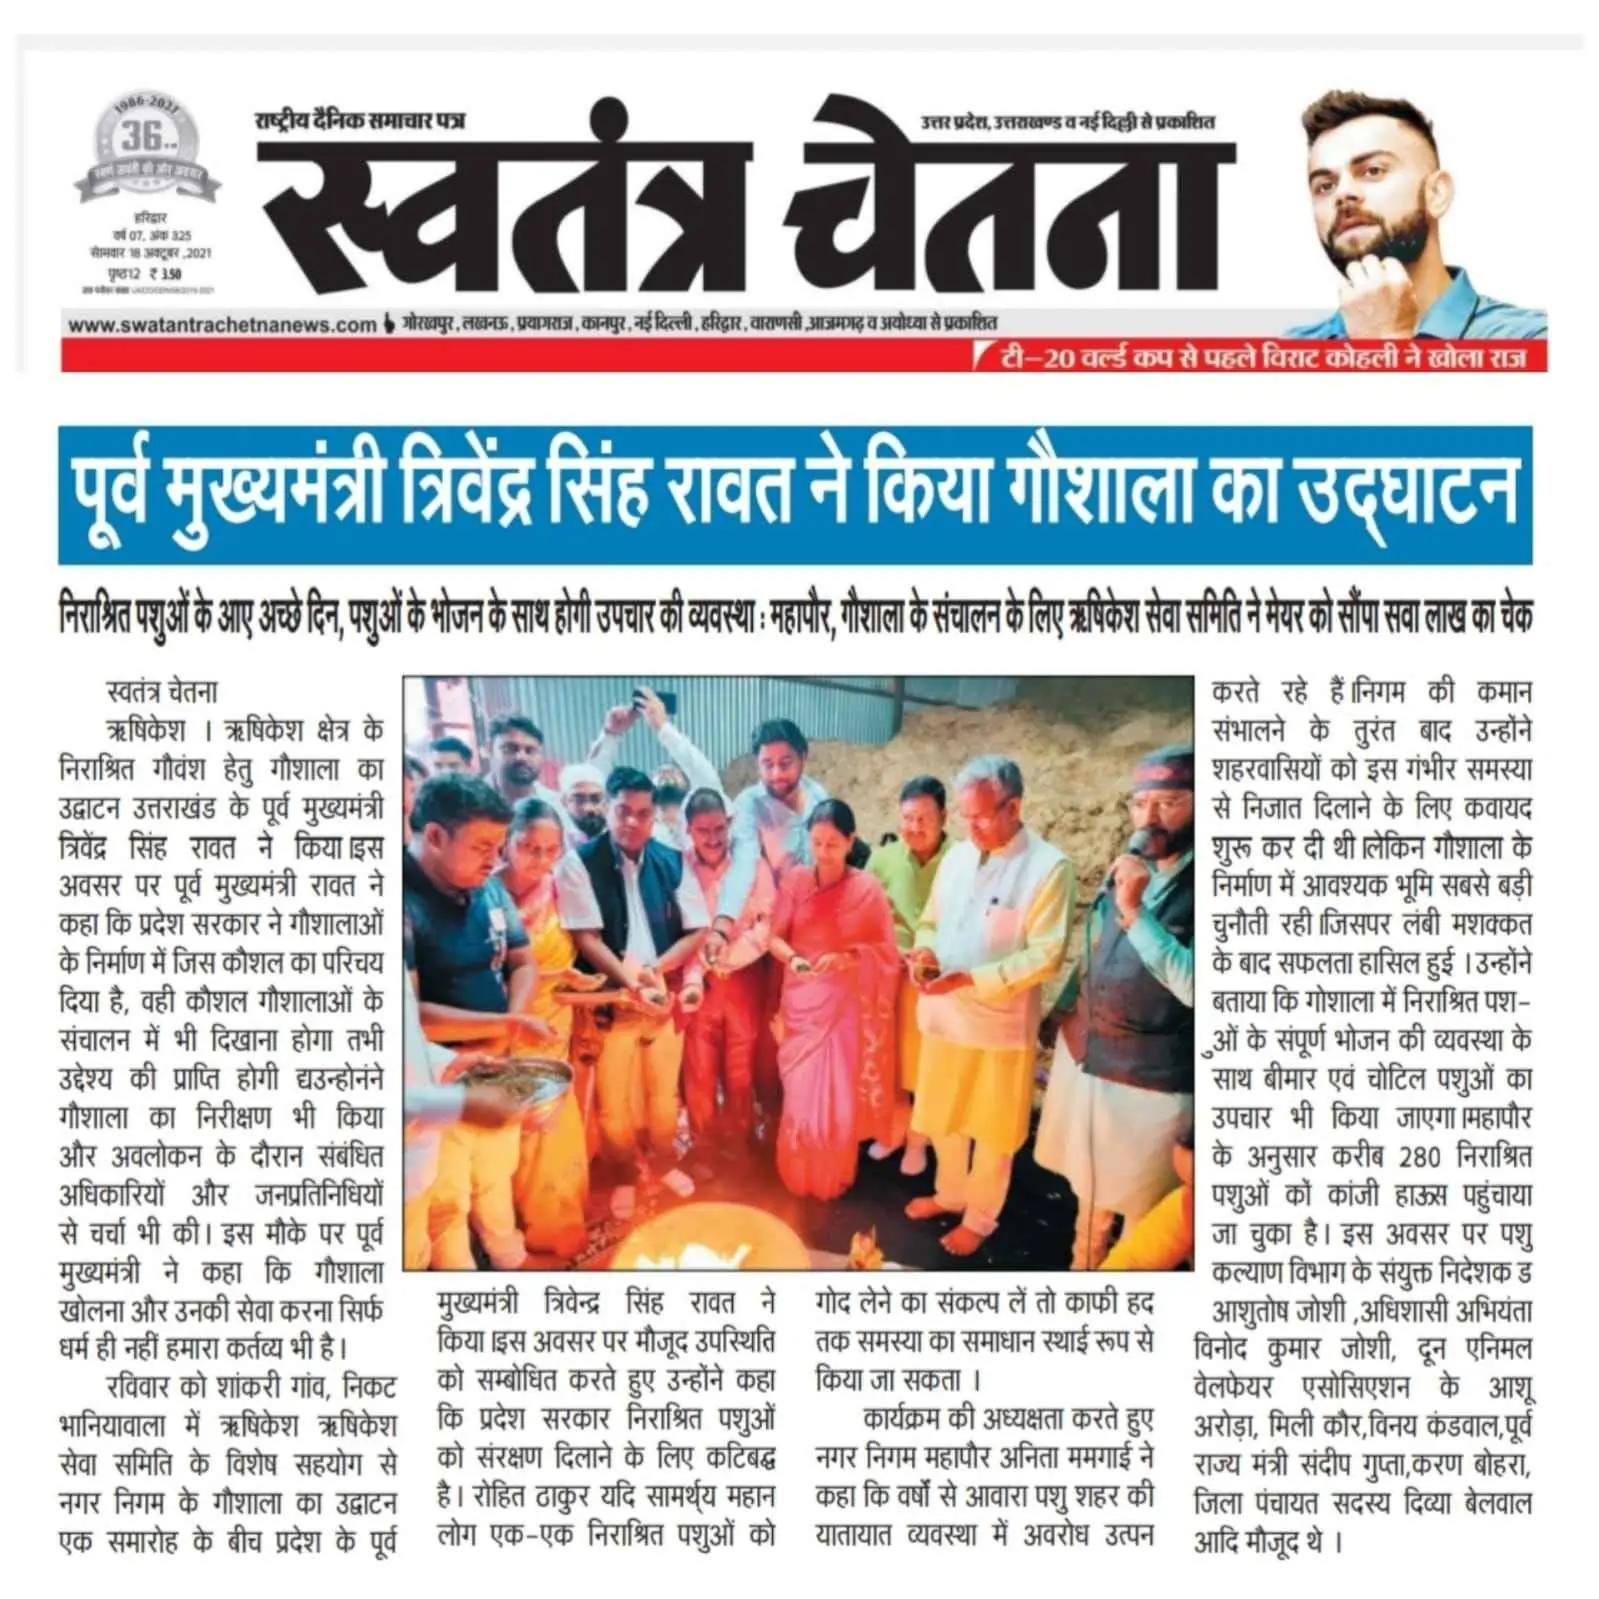 1986-2021
36..
स्वर्ण जयंती की ओर अग्रसर
हरिद्वार
वर्ष 07, अंक 325
सोमवार 18 अक्टूबर ,2021
पृष्ठ12 ₹ 3.50
राष्ट्रीय दैनिक समाचार पत्र
उत्तर प्रदेश, उत्तराखण्ड व नई दिल्ली से प्रकाशित
स्वतंत्र चेतना
www.swatantrachetnanews.com गोरखपुर, लखनऊ, प्रयागराज, कानपुर, नई दिल्ली, हरिद्वार, वाराणसी ,आजमगढ़ व अयोध्या से प्रकाशित
टी-20 वर्ल्ड कप से पहले विराट कोहली ने खोला राज
पूर्व मुख्यमंत्री त्रिवेंद्र सिंह रावत ने किया गौशाला का उद्घाटन
निराश्रित पशुओं के आए अच्छे दिन, पशुओं के भोजन के साथ होगी उपचार की व्यवस्था : महापौर, गौशाला के संचालन के लिए ऋषिकेश सेवा समिति ने मेयर को सौंपा सवा लाख का चेक
स्वतंत्र चेतना
ऋषिकेश । ऋषिकेश क्षेत्र के
निराश्रित गौवंश हेतु गौशाला का
उद्घाटन उत्तराखंड के पूर्व मुख्यमंत्री
त्रिवेंद्र सिंह रावत ने किया।इस
अवसर पर पूर्व मुख्यमंत्री रावत ने
कहा कि प्रदेश सरकार ने गौशालाओं
के निर्माण में जिस कौशल का परिचय
दिया है, वही कौशल गौशालाओं के
संचालन में भी दिखाना होगा तभी
उद्देश्य की प्राप्ति होगी द्यउन्होनंने
गौशाला का निरीक्षण भी किया
और अवलोकन के दौरान संबंधित
अधिकारियों और जनप्रतिनिधियों
से चर्चा भी की। इस मौके पर पूर्व
मुख्यमंत्री ने कहा कि गौशाला
खोलना और उनकी सेवा करना सिर्फ
धर्म ही नहीं हमारा कर्तव्य भी है।
रविवार को शांकरी गांव, निकट
भानियावाला में ऋषिकेश ऋषिकेश
सेवा समिति के विशेष सहयोग से
नगर निगम के गौशाला का उद्घाटन
एक समारोह के बीच प्रदेश के पूर्व
मुख्यमंत्री त्रिवेन्द्र सिंह रावत ने
किया।इस अवसर पर मौजूद उपस्थिति
को सम्बोधित करते हुए उन्होंने कहा
कि प्रदेश सरकार निराश्रित पशुओं
को संरक्षण दिलाने के लिए कटिबद्ध
है। रोहित ठाकुर यदि सामर्थ्य महान
लोग एक-एक निराश्रित पशुओं को
गोद लेने का संकल्प लें तो काफी हद
तक समस्या का समाधान स्थाई रूप से
किया जा सकता ।
कार्यक्रम की अध्यक्षता करते हुए
नगर निगम महापौर अनिता ममगाई ने
कहा कि वर्षों से आवारा पशु शहर की
यातायात व्यवस्था में अवरोध उत्पन
करते रहे हैं।निगम की कमान
संभालने के तुरंत बाद उन्होंने
शहरवासियों को इस गंभीर समस्या
से निजात दिलाने के लिए कवायद
शुरू कर दी थी।लेकिन गौशाला के
निर्माण में आवश्यक भूमि सबसे बड़ी
चुनौती रही।जिसपर लंबी मशक्कत
के बाद सफलता हासिल हुई । उन्होंने
बताया कि गोशाला में निराश्रित पश-
ुओं के संपूर्ण भोजन की व्यवस्था के
साथ बीमार एवं चोटिल पशुओं का
उपचार भी किया जाएगा।महापौर
के अनुसार करीब 280 निराश्रित
पशुओं कों कांजी हाऊस पहुंचाया
जा चुका है। इस अवसर पर पशु
कल्याण विभाग के संयुक्त निदेशक ड
आशुतोष जोशी ,अधिशासी अभियंता
विनोद कुमार जोशी, दून एनिमल
वेलफेयर एसोसिएशन के आशू
अरोड़ा, मिली कौर,विनय कंडवाल,पूर्व
राज्य मंत्री संदीप गुप्ता,करण बोहरा,
जिला पंचायत सदस्य दिव्या बेलवाल
आदि मौजूद थे ।